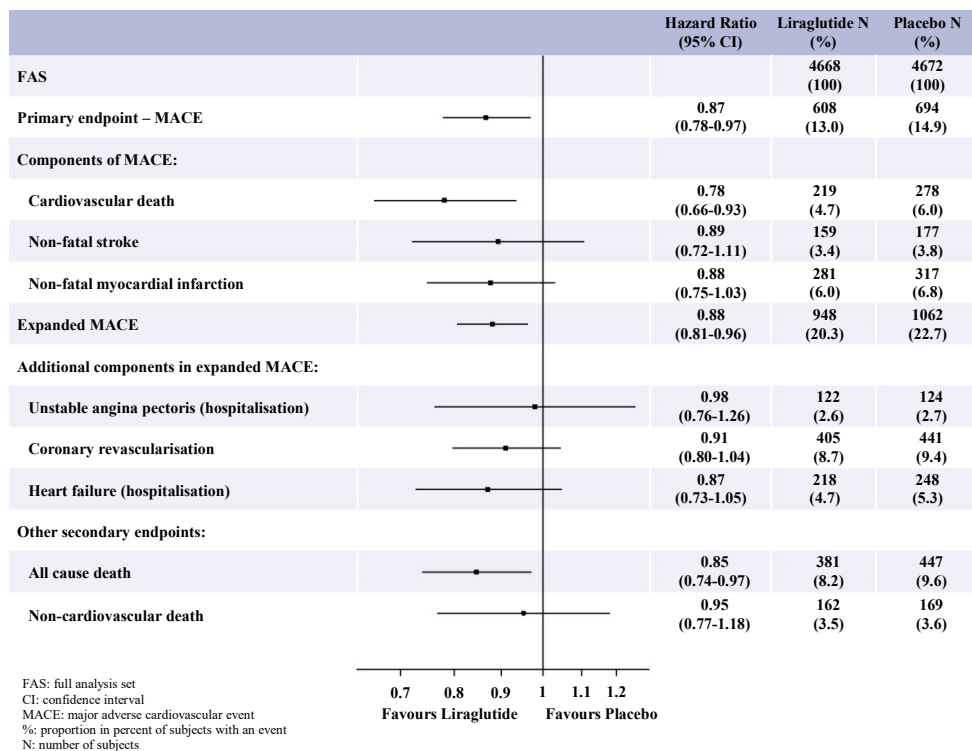 Hazard Ratio Liraglutide N Placebo N
(95% CI) (%) (%)
FAS 4668 4672
(100) (100)
Primary endpoint – MACE 0.87 608 694
(0.78-0.97) (13.0) (14.9)
Components of MACE:
Cardiovascular death 0.78 219 278
(0.66-0.93) (4.7) (6.0)
Non-fatal stroke 0.89 159 177
(0.72-1.11) (3.4) (3.8)
Non-fatal myocardial infarction 0.88 281 317
(0.75-1.03) (6.0) (6.8)
Expanded MACE 0.88 948 1062
(0.81-0.96) (20.3) (22.7)
Additional components in expanded MACE:
Unstable angina pectoris (hospitalisation) 0.98 122 124
(0.76-1.26) (2.6) (2.7)
Coronary revascularisation 0.91 405 441
(0.80-1.04) (8.7) (9.4)
Heart failure (hospitalisation) 0.87 218 248
(0.73-1.05) (4.7) (5.3)
Other secondary endpoints:
All cause death 0.85 381 447
(0.74-0.97) (8.2) (9.6)
Non-cardiovascular death 0.95 162 169
(0.77-1.18) (3.5) (3.6)
0.7 0.8 0.9 1 1.1 1.2
Favours Liraglutide Favours Placebo
FAS: full analysis set
CI: confidence interval
MACE: major adverse cardiovascular event
%: proportion in percent of subjects with an event
N: number of subjects